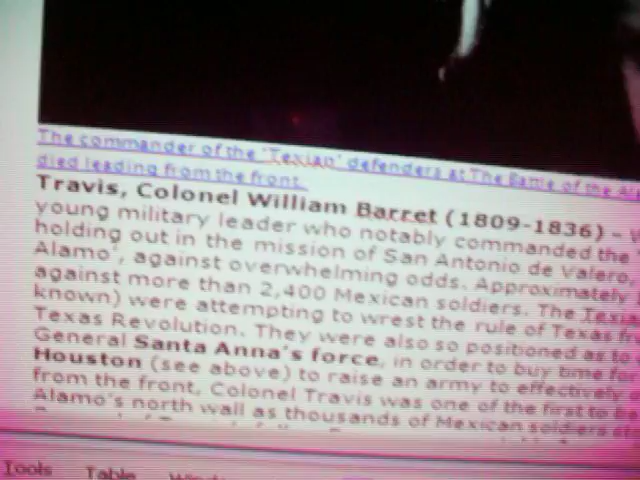 The commander of the 'Texian' defenders at The Battle of the
died leading from the front.
Travis, Colonel William Barret (1809-1836) –
young military leader who notably commanded the
holding out in the mission of San Antonio de Valero,
Alamo', against overwhelming odds. Approximately
against more than 2,400 Mexican soldiers. The
known) were attempting to wrest the rule of Texas
Texas Revolution. They were also so positioned as to
General Santa Anna's force, in order to buy time for
Houston (see above) to raise an army to effectively
from the front, Colonel Travis was one of the first to
Alamo's north wall as thousands of Mexican soldiers
Tools Table